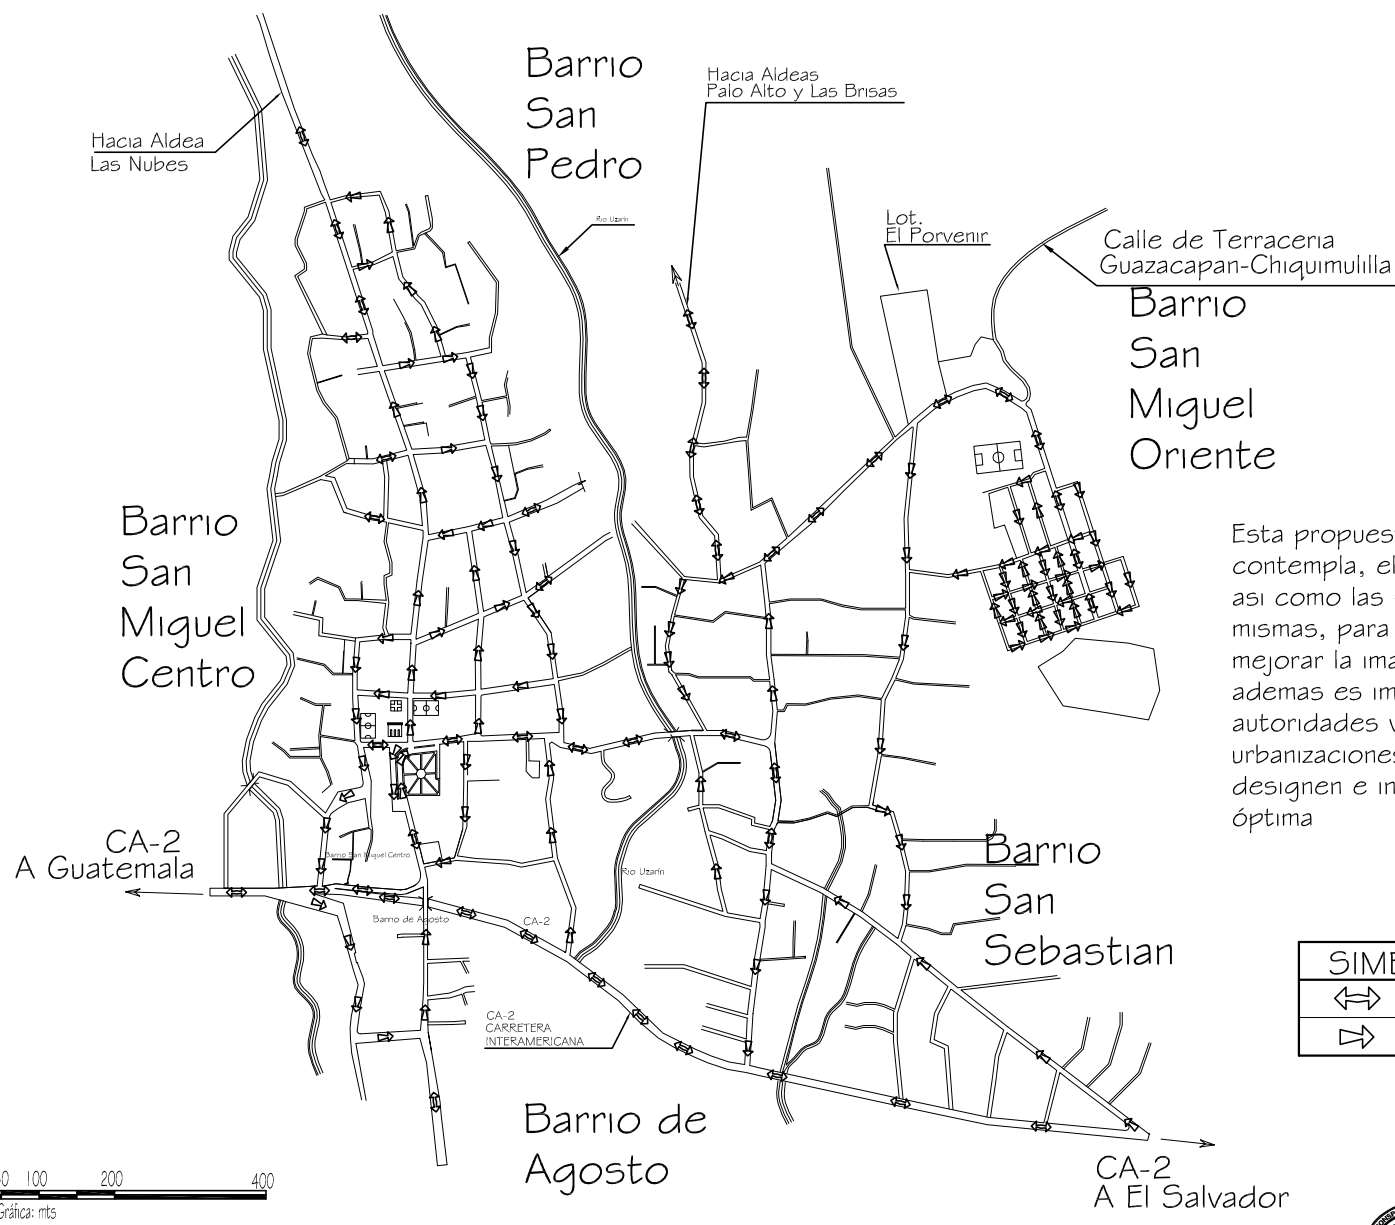 Barrio
San
Pedro
Hacia Aldeas
Palo Alto y Las Brisas
Hacia Aldea
Las Nubes
Rio Uzarin
Lot.
El Porvenir
Calle de Terraceria
Guazacapan-Chiquimulilla
Barrio
San
Miguel
Oriente
Barrio
San
Miguel
Centro
Esta propues
contempla, el
asi como las
mismas, para
mejorar la ima
ademas es im
autoridades
urbanizaciones
designen e in
óptima
CA-2
A Guatemala
Barrio San Miguel Centro
Rio Uzarin
Barrio de Agosto
CA-2
Barrio
San
Sebastian
SIMB
CA-2
CARRETERA
INTERAMERICANA
Barrio de
Agosto
CA-2
A El Salvador
0 100 200 400
Gráfica: mts